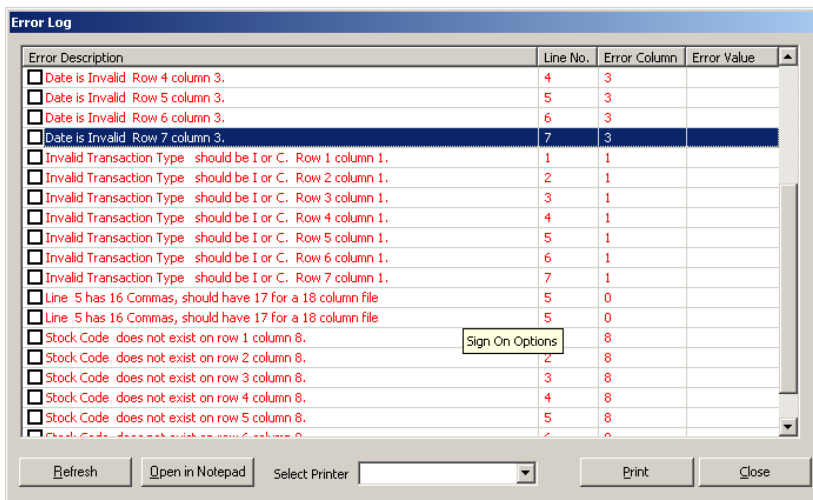 Error Log
Error Description Line No. Error Column Error Value
Date is Invalid Row 4 column 3. 4 3
Date is Invalid Row 5 column 3. 5 3
Date is Invalid Row 6 column 3. 6 3
Date is Invalid Row 7 column 3. 7 3
Invalid Transaction Type should be I or C. Row 1 column 1. 1 1
Invalid Transaction Type should be I or C. Row 2 column 1. 2 1
Invalid Transaction Type should be I or C. Row 3 column 1. 3 1
Invalid Transaction Type should be I or C. Row 4 column 1. 4 1
Invalid Transaction Type should be I or C. Row 5 column 1. 5 1
Invalid Transaction Type should be I or C. Row 6 column 1. 6 1
Invalid Transaction Type should be I or C. Row 7 column 1. 7 1
Line 5 has 16 Commas, should have 17 for a 18 column file 5 0
Line 5 has 16 Commas, should have 17 for a 18 column file 5 0
Stock Code does not exist on row 1 column 8. 8
Sign On Options
Stock Code does not exist on row 2 column 8. 2 8
Stock Code does not exist on row 3 column 8. 3 8
Stock Code does not exist on row 4 column 8. 4 8
Stock Code does not exist on row 5 column 8. 5 8
Stock Code does not exist on row 6 column 8. 6 8
Refresh Open in Notepad Select Printer Print Close